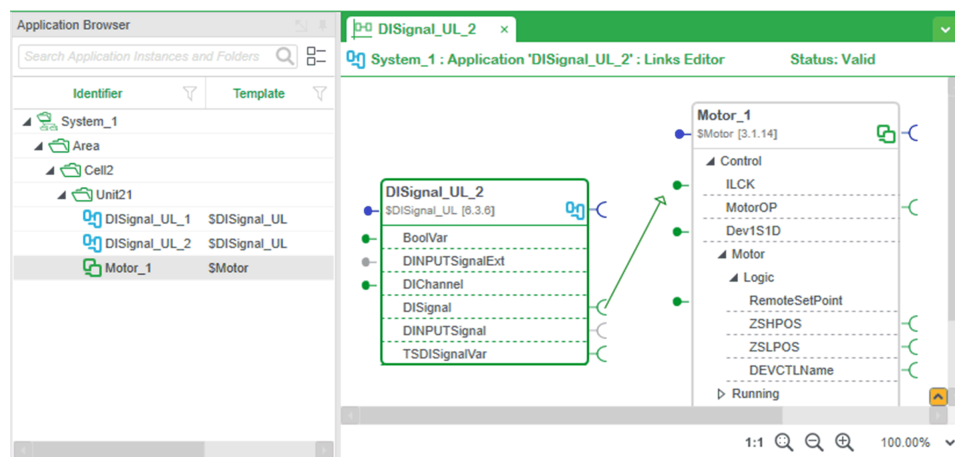 Application Browser
Search Application Instances and Folders
Identifier Template
System_1
Area
Cell2
Unit21
DISignal_UL_1 $DISignal_UL
DISignal_UL_2 $DISignal_UL
Motor_1 $Motor
DISignal_UL_2 ×
System_1 : Application 'DISignal_UL_2' : Links Editor Status: Valid
DISignal_UL_2
$DISignal_UL [6.3.6]
BoolVar
DINPUTSignalExt
DIChannel
DISignal
DINPUTSignal
TSDISignalVar
Motor_1
$Motor [3.1.14]
Control
ILCK
MotorOP
Dev1S1D
Motor
Logic
RemoteSetPoint
ZSHPOS
ZSLPOS
DEVCTLName
Running
1:1 100.00%